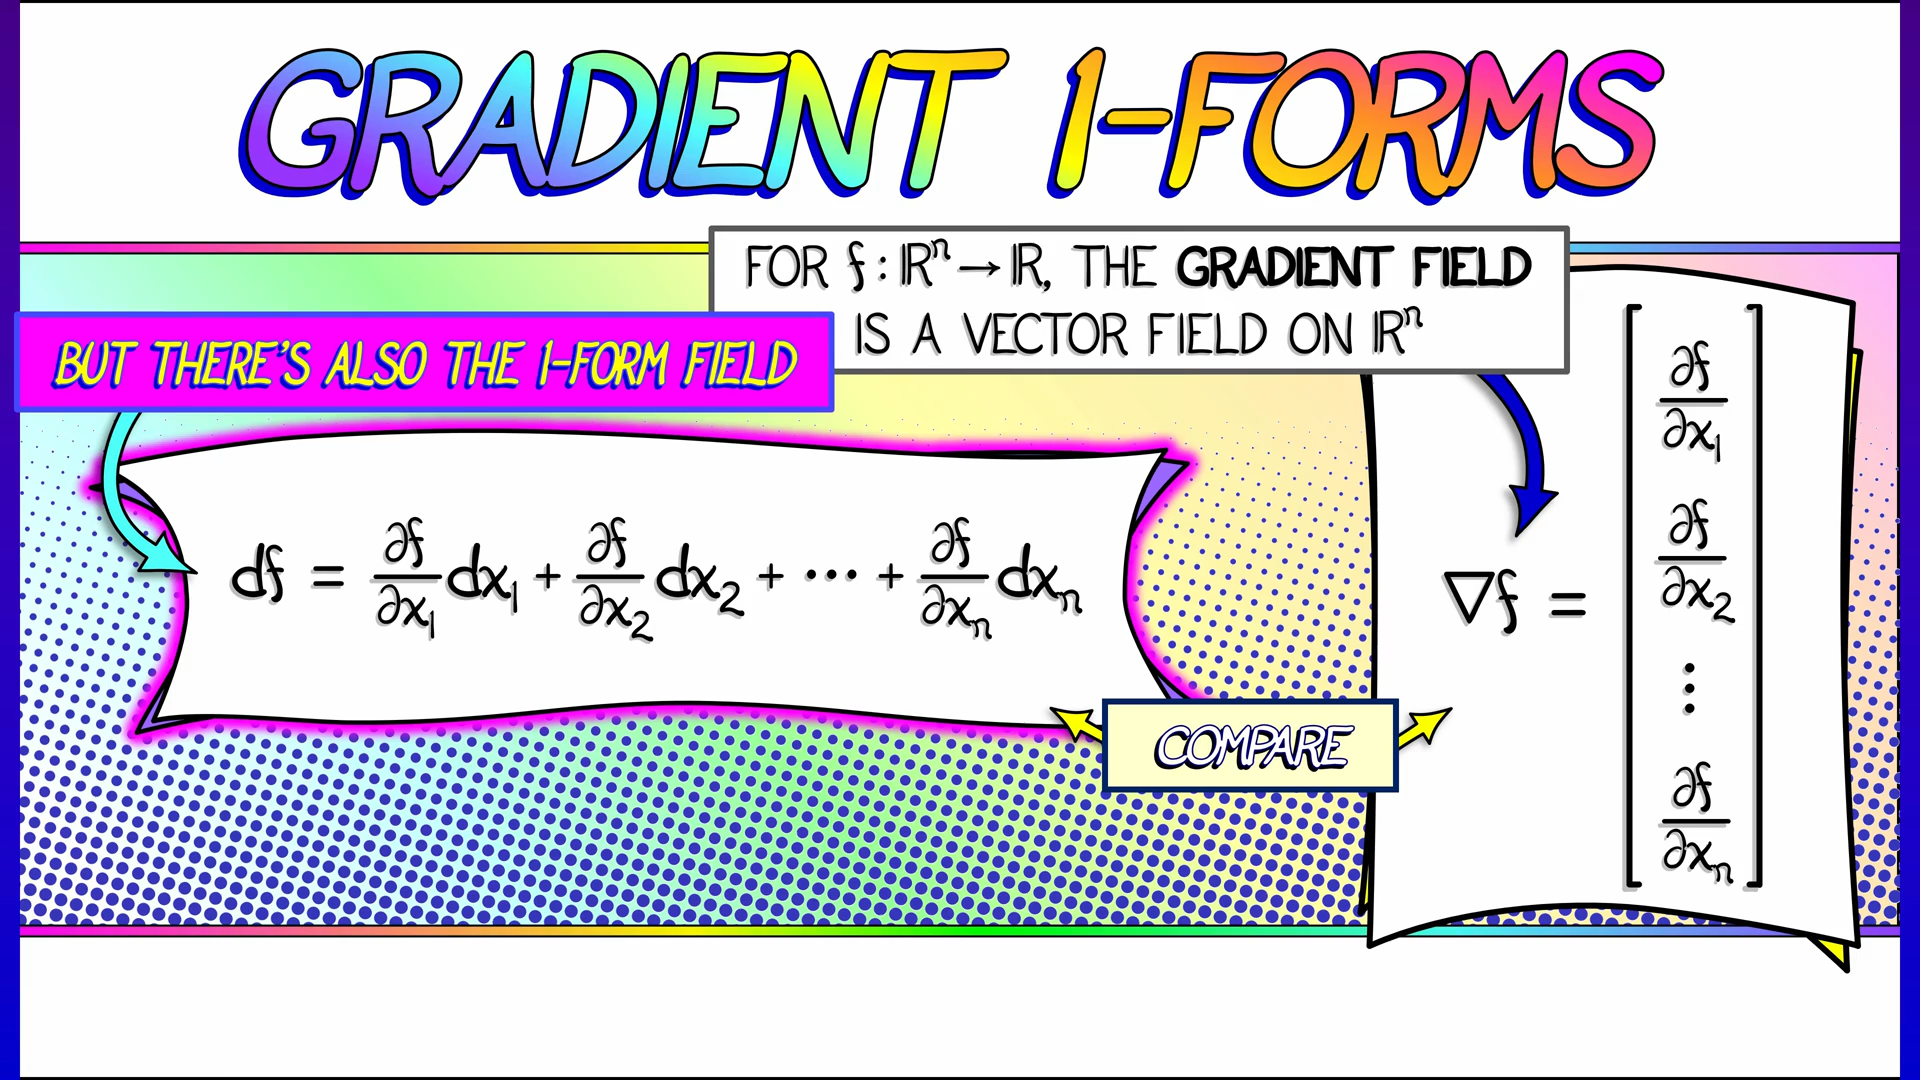 GRADIENT 1-FORMS
FOR f : ℝⁿ → ℝ, THE GRADIENT FIELD
IS A VECTOR FIELD ON ℝⁿ
BUT THERE'S ALSO THE 1-FORM FIELD
df = ∂f/∂x₁ dx₁ + ∂f/∂x₂ dx₂ + ⋯ + ∂f/∂xₙ dxₙ
COMPARE
∇f = [ ∂f/∂x₁ ∂f/∂x₂ ⋮ ∂f/∂xₙ ]